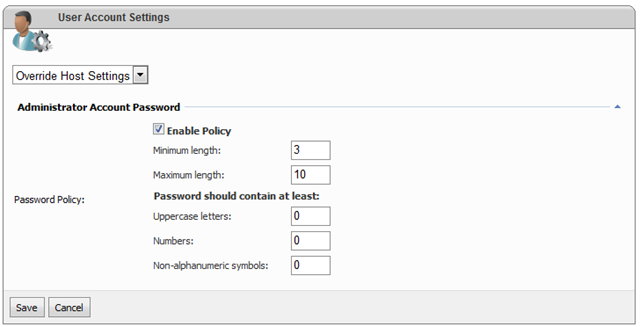 User Account Settings
Override Host Settings
Administrator Account Password
Enable Policy
Minimum length: 3
Maximum length: 10
Password Policy:
Password should contain at least:
Uppercase letters: 0
Numbers: 0
Non-alphanumeric symbols: 0
Save Cancel